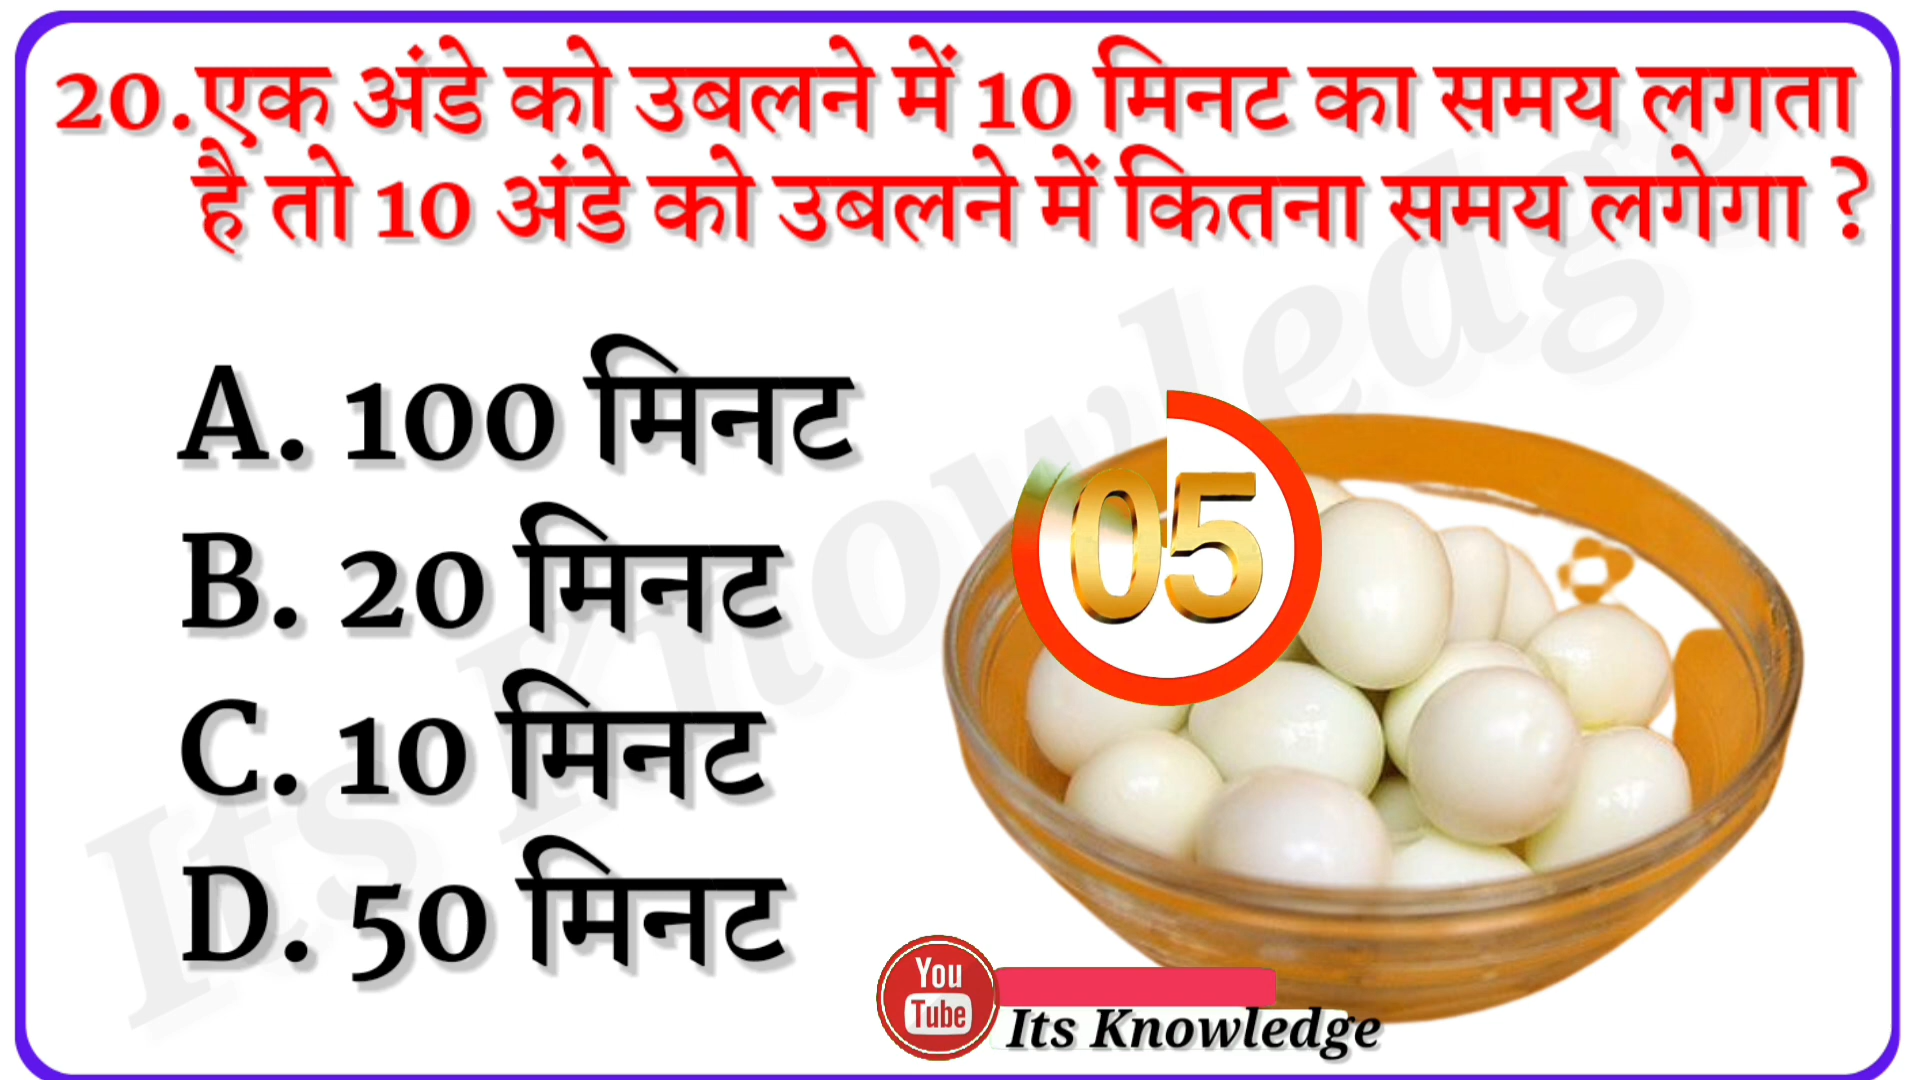 20.एक अंडे को उबलने में 10 मिनट का समय लगता
है तो 10 अंडे को उबलने में कितना समय लगेगा ?
A. 100 मिनट
B. 20 मिनट
C. 10 मिनट
D. 50 मिनट
05
You
Tube
Its Knowledge
Its Knowledge